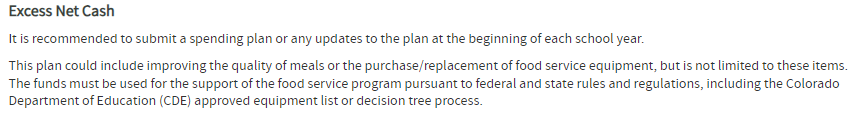 Excess Net Cash
It is recommended to submit a spending plan or any updates to the plan at the beginning of each school year.
This plan could include improving the quality of meals or the purchase/replacement of food service equipment, but is not limited to these items.
The funds must be used for the support of the food service program pursuant to federal and state rules and regulations, including the Colorado
Department of Education (CDE) approved equipment list or decision tree process.